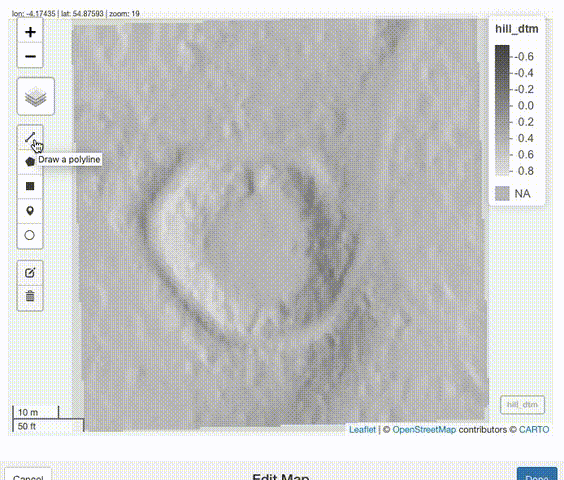 lon: -4.17435 | lat: 54.87593 | zoom: 19
+
−
Draw a polyline
hill_dtm
-0.6
-0.4
-0.2
0.0
0.2
0.4
0.6
0.8
NA
hill_dtm
10 m
50 ft
Leaflet | © OpenStreetMap contributors © CARTO
Cancel
Edit Map
Done